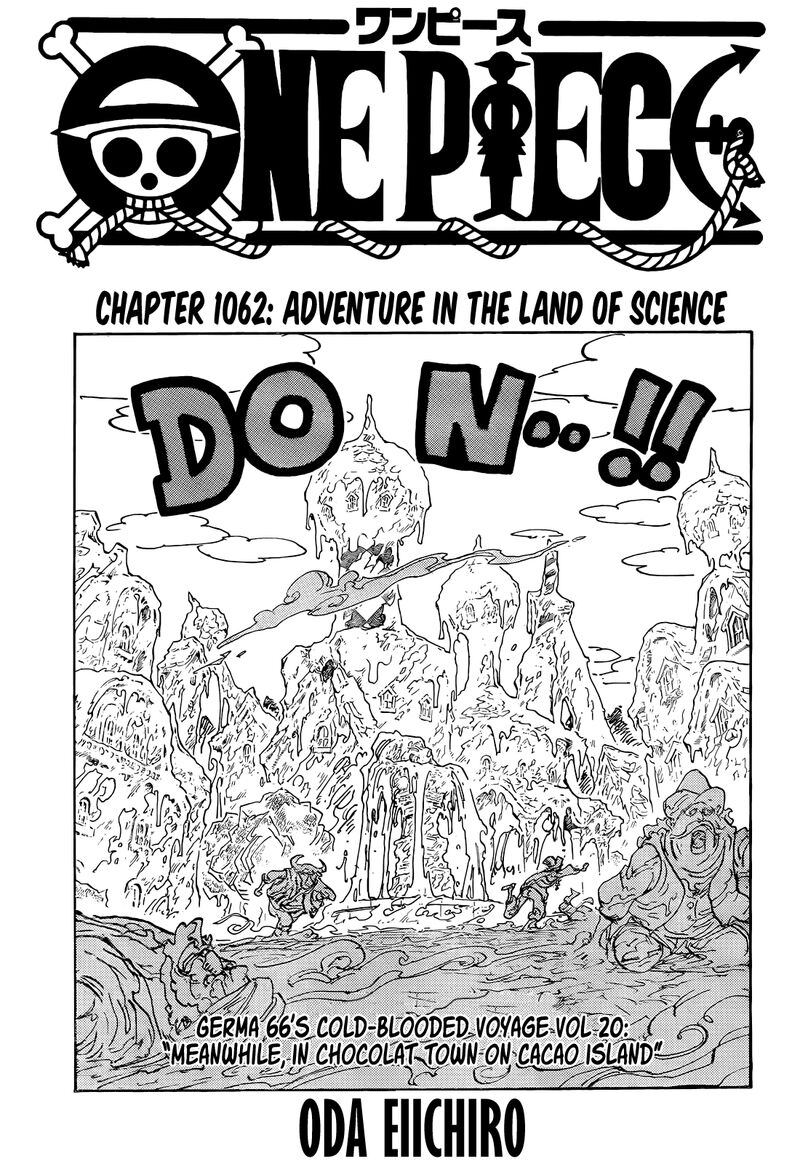 ワンピース
ONE PIECE
CHAPTER 1062: ADVENTURE IN THE LAND OF SCIENCE
DO N..!!
GERMA 66'S COLD-BLOODED VOYAGE VOL 20:
"MEANWHILE, IN CHOCOLAT TOWN ON CACAO ISLAND"
ODA EIICHIRO